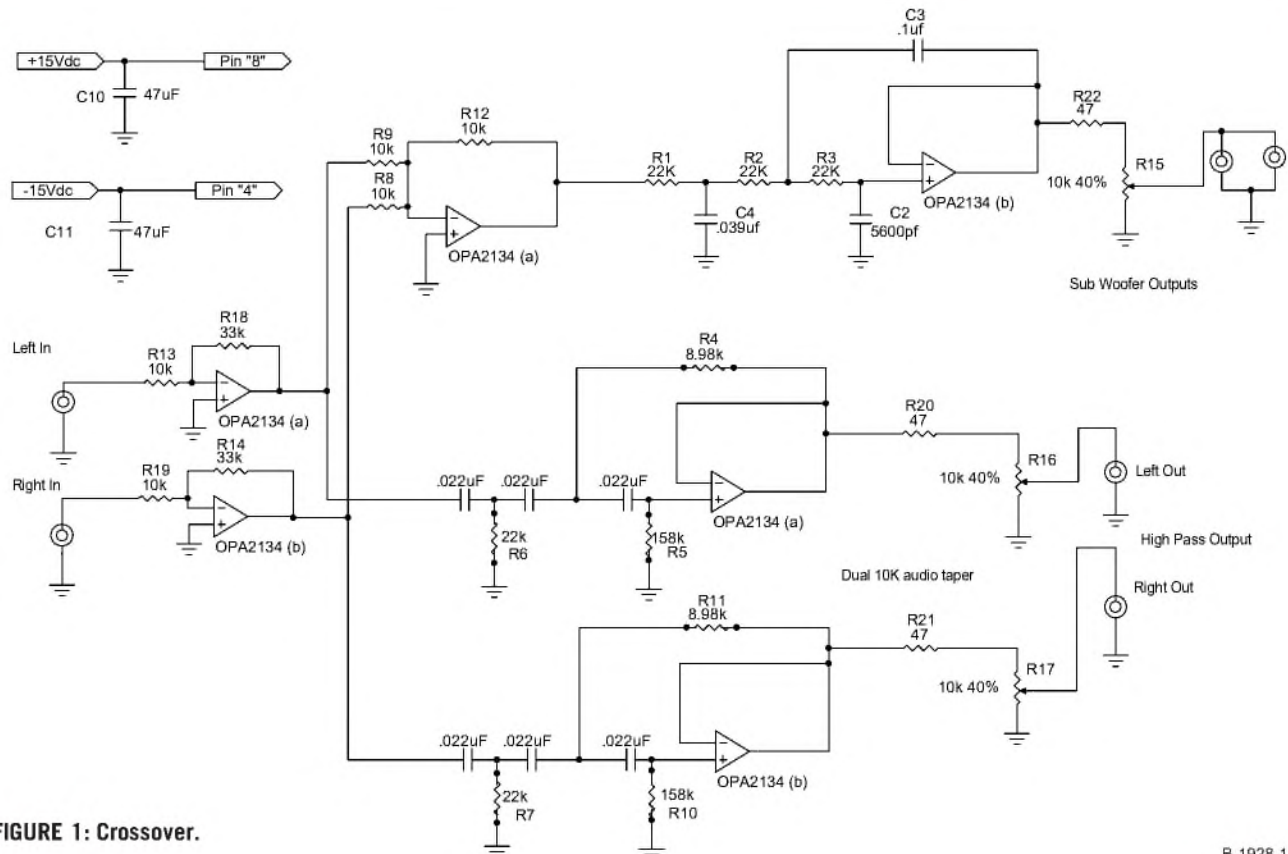 +15Vdc
Pin "8"
C10
47uF
-15Vdc
Pin "4"
C11
47uF
C3
.1uf
R12
10k
R9
10k
R8
10k
OPA2134 (a)
R1
22K
R2
22K
R3
22K
C4
.039uf
C2
5600pf
OPA2134 (b)
R22
47
R15
10k 40%
Sub Woofer Outputs
Left In
R13
10k
R18
33k
OPA2134 (a)
Right In
R19
10k
R14
33k
OPA2134 (b)
R4
8.98k
.022uF
.022uF
.022uF
22k
R6
158k
R5
OPA2134 (a)
R20
47
R16
10k 40%
Left Out
High Pass Output
Dual 10K audio taper
Right Out
R11
8.98k
.022uF
.022uF
.022uF
22k
R7
158k
R10
OPA2134 (b)
R21
47
R17
10k 40%
FIGURE 1: Crossover.